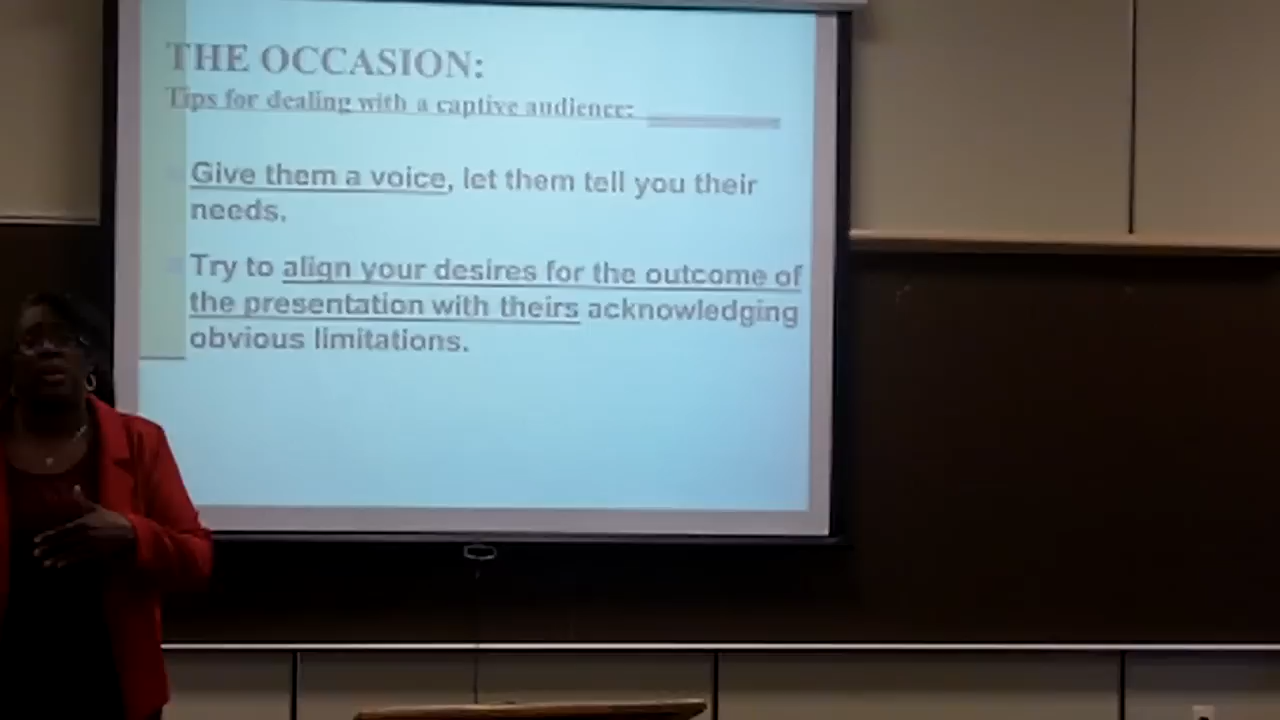 THE OCCASION:
Tips for dealing with a captive audience:
Give them a voice, let them tell you their
needs.
Try to align your desires for the outcome of
the presentation with theirs acknowledging
obvious limitations.